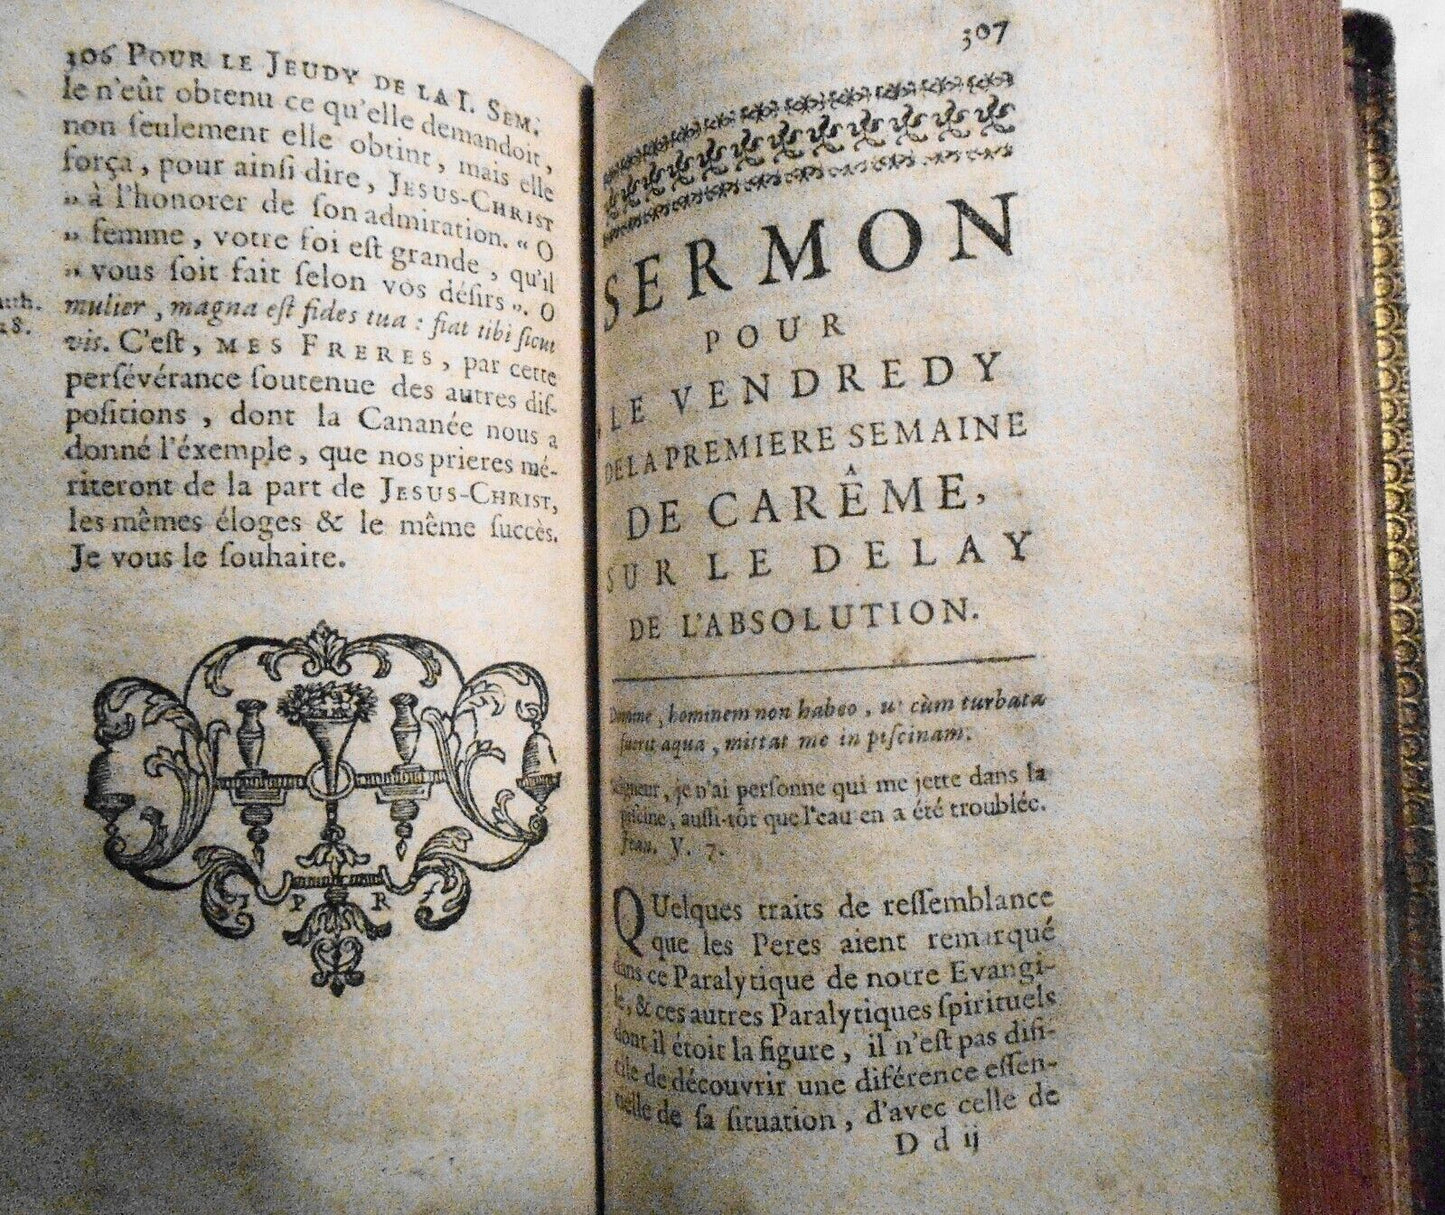 306 POUR LE JEUDY DE LA I. SEM.
le n'eût obtenu ce qu'elle demandoit,
non ſeulement elle obtint, mais elle
força, pour ainſi dire, JESUS-CHRIST
„ à l'honorer de ſon admiration. “ O
„ femme, votre foi eſt grande, qu'il
„ vous ſoit fait ſelon vos déſirs ”. O
mulier, magna eſt fides tua : fiat tibi ſicut
vis. C'eſt, MES FRERES, par cette
perſévérance ſoutenue des autres diſ-
poſitions, dont la Cananée nous a
donné l'éxemple, que nos prieres mé-
riteront de la part de JESUS-CHRIST,
les mêmes éloges & le même ſuccès.
Je vous le ſouhaite.
P R
307
SERMON
POUR
LE VENDREDY
DE LA PREMIERE SEMAINE
DE CARÊME,
SUR LE DELAY
DE L'ABSOLUTION.
Domine, hominem non habeo, ut cùm turbata
fuerit aqua, mittat me in piſcinam.
Seigneur, je n'ai perſonne qui me jette dans la
piſcine, auſſi-tôt que l'eau en a été troublée.
Jean. V. 7.
QUelques traits de reſſemblance
que les Peres aient remarqué
dans ce Paralytique de notre Evangi-
le, & ces autres Paralytiques ſpirituels
dont il étoit la figure, il n'eſt pas difi-
cile de découvrir une diférence eſſen-
tielle de ſa ſituation, d'avec celle de
D d ij